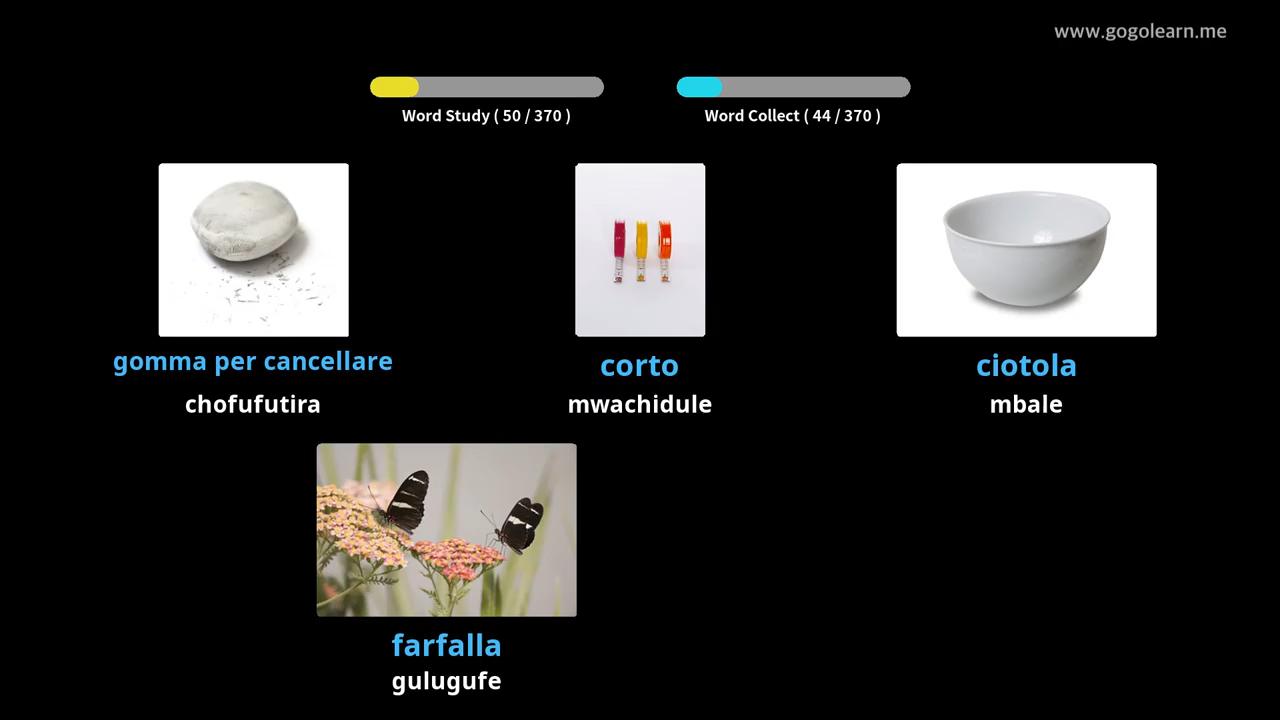 www.gogolearn.me
Word Study ( 50 / 370 )
Word Collect ( 44 / 370 )
gomma per cancellare
chofufutira
corto
mwachidule
ciotola
mbale
farfalla
gulugufe